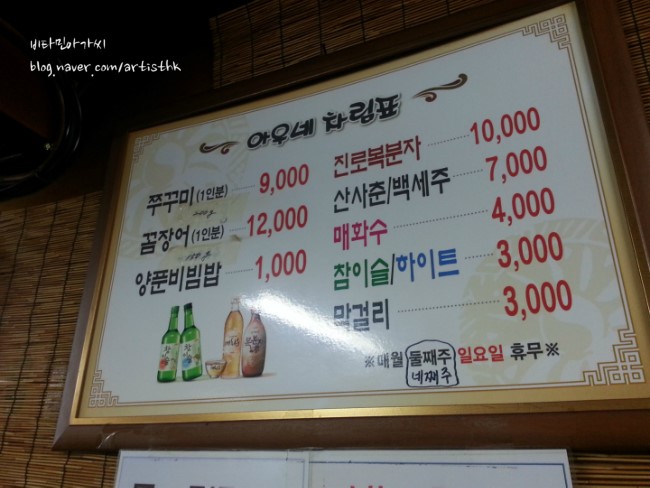 비타민아가씨
blog.naver.com/artisthk
아우네 차림표
쭈꾸미(1인분) 9,000
200g
곰장어(1인분) 12,000
양푼비빔밥 1,000
진로복분자 10,000
산사춘/백세주 7,000
매화수 4,000
참이슬/하이트 3,000
막걸리 3,000
※매월 둘째주 일요일 휴무※
네째주